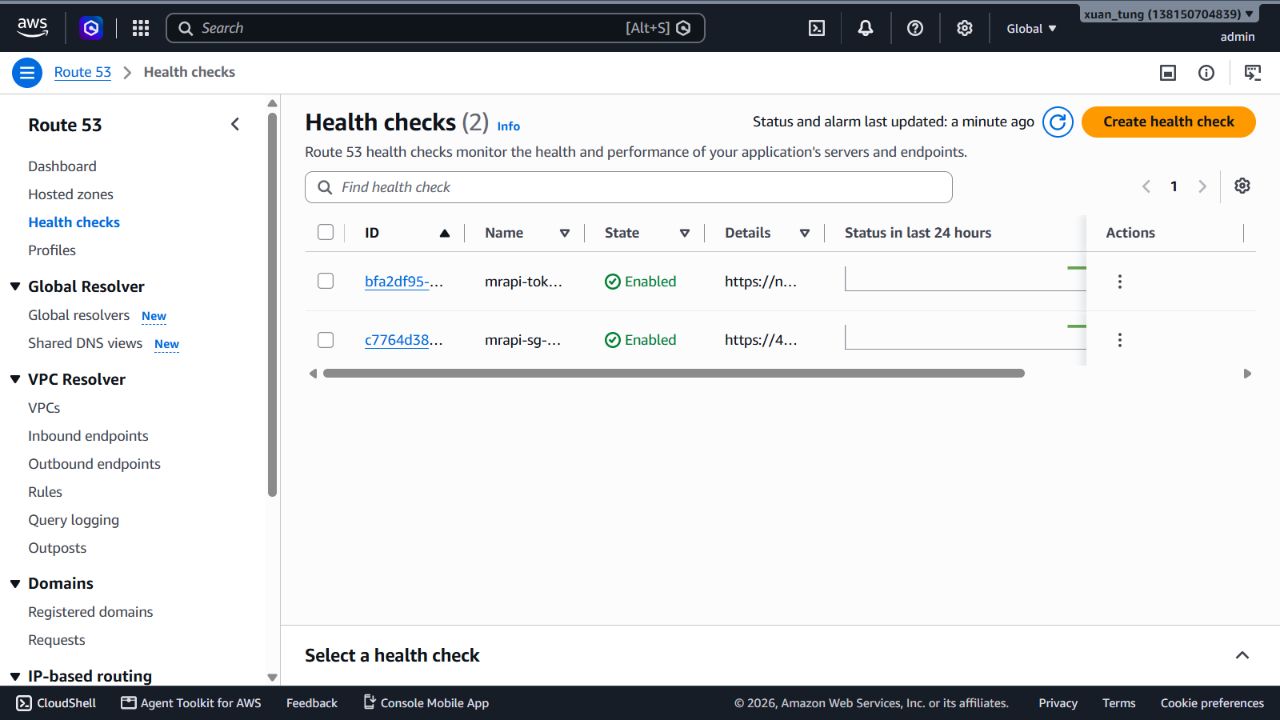 aws
Search
[Alt+S]
Global
xuan_tung (138150704839)
admin
Route 53
Health checks
Route 53
Dashboard
Hosted zones
Health checks
Profiles
Global Resolver
Global resolvers New
Shared DNS views New
VPC Resolver
VPCs
Inbound endpoints
Outbound endpoints
Rules
Query logging
Outposts
Domains
Registered domains
Requests
IP-based routing
Health checks (2) Info
Status and alarm last updated: a minute ago
Create health check
Route 53 health checks monitor the health and performance of your application's servers and endpoints.
Find health check
1
ID Name State Details Status in last 24 hours Actions
bfa2df95-... mrapi-tok... Enabled https://n...
c7764d38... mrapi-sg-... Enabled https://4...
Select a health check
CloudShell Agent Toolkit for AWS Feedback Console Mobile App © 2026, Amazon Web Services, Inc. or its affiliates. Privacy Terms Cookie preferences